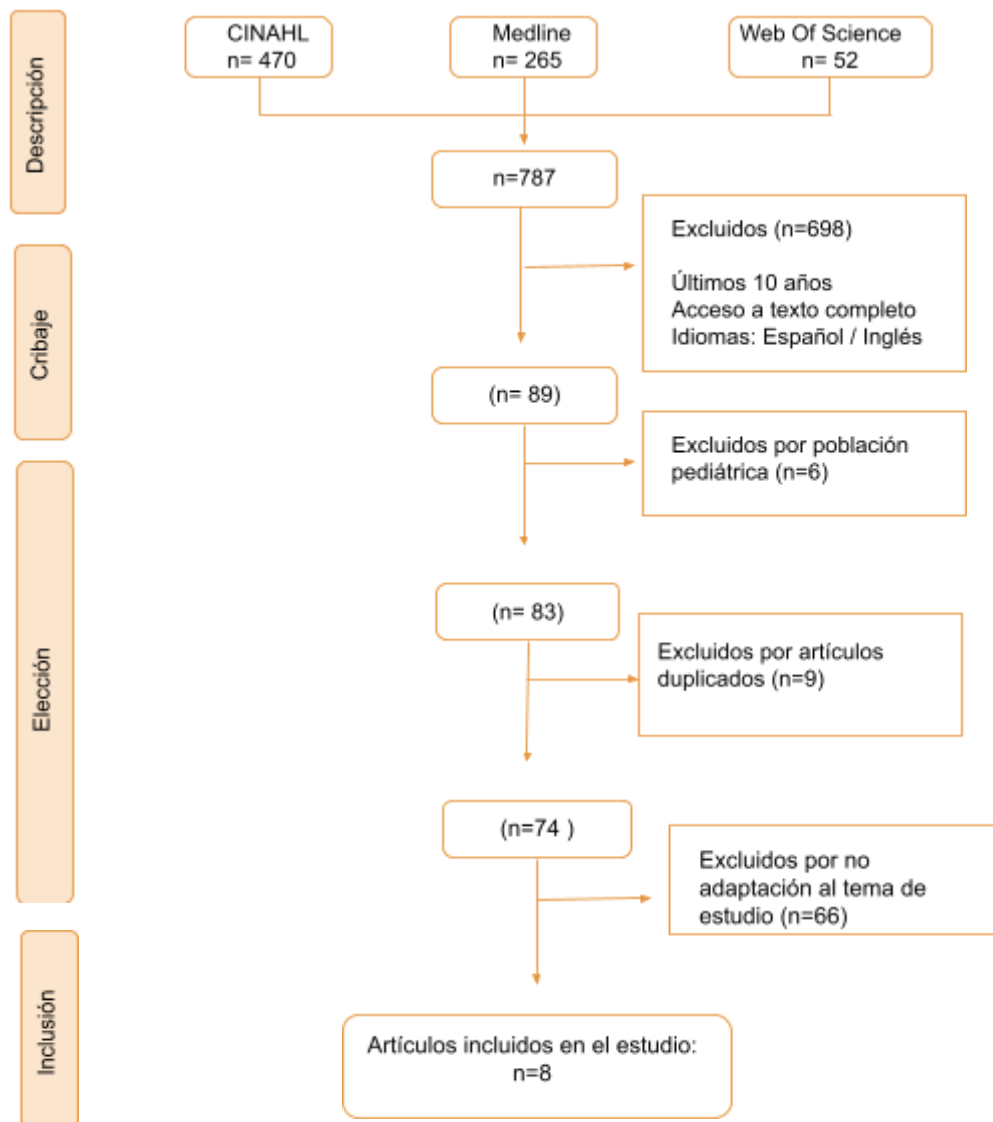 CINAHL
n= 470
Medline
n= 265
Web Of Science
n= 52
Descripción
n=787
Excluidos (n=698)
Últimos 10 años
Acceso a texto completo
Idiomas: Español / Inglés
Cribaje
(n= 89)
Excluidos por población
pediátrica (n=6)
Elección
(n= 83)
Excluidos por artículos
duplicados (n=9)
(n=74 )
Excluidos por no
adaptación al tema de
estudio (n=66)
Inclusión
Artículos incluidos en el estudio:
n=8